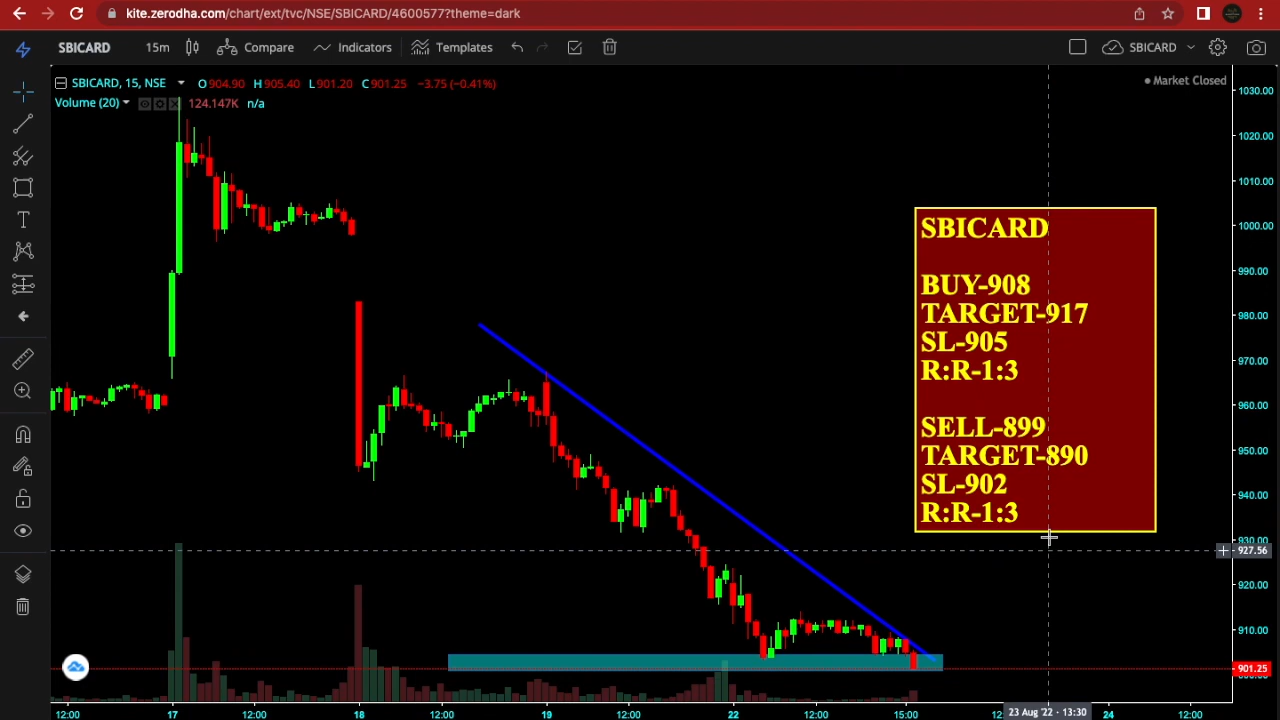 kite.zerodha.com/chart/ext/tvc/NSE/SBICARD/4600577?theme=dark
SBICARD 15m Compare Indicators Templates SBICARD
SBICARD, 15, NSE O904.90 H905.40 L901.20 C901.25 −3.75 (−0.41%)
Market Closed
Volume (20) 124.147K n/a
SBICARD
BUY-908
TARGET-917
SL-905
R:R-1:3
SELL-899
TARGET-890
SL-902
R:R-1:3
1030.00
1020.00
1010.00
1000.00
990.00
980.00
970.00
960.00
950.00
940.00
930.00
927.56
920.00
910.00
901.25
12:00 17 12:00 18 12:00 19 12:00 22 12:00 15:00 23 Aug '22 - 13:30 24 12:00